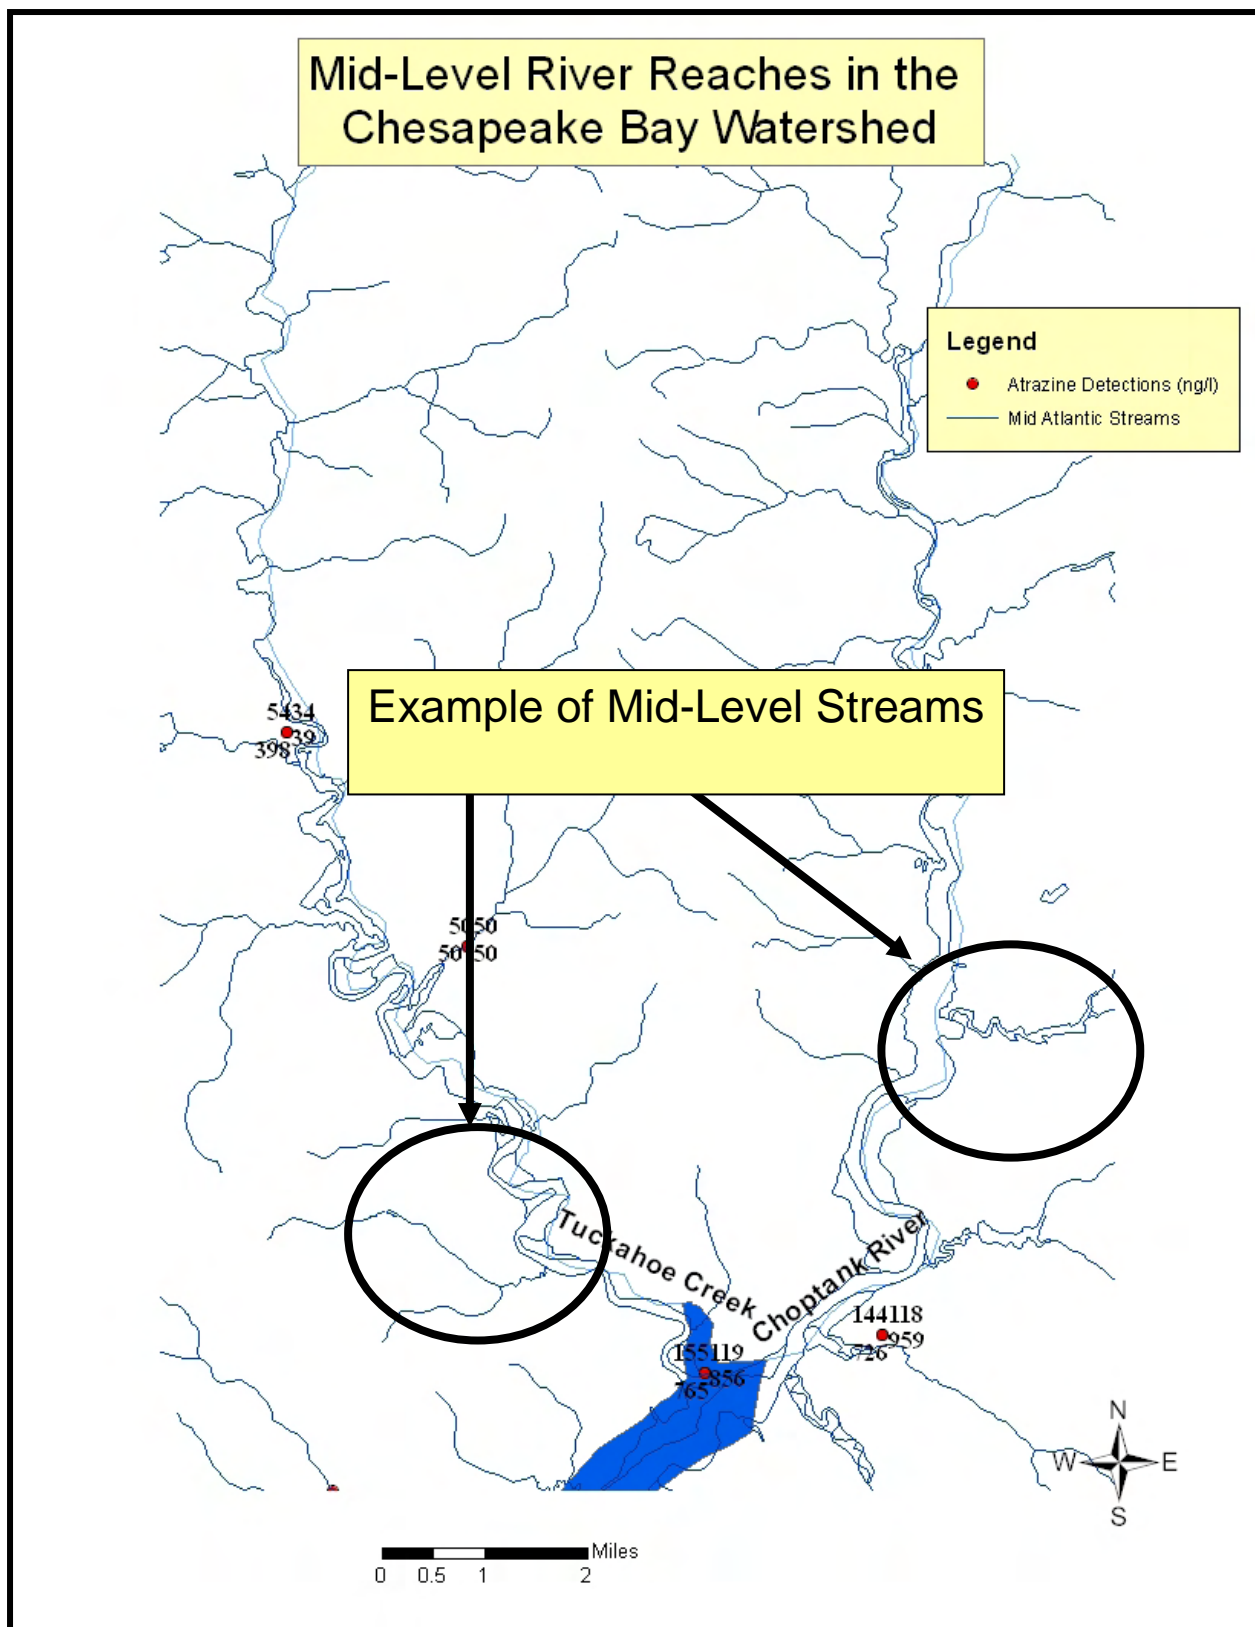 Mid-Level River Reaches in the
Chesapeake Bay Watershed
Legend
Atrazine Detections (ng/l)
Mid Atlantic Streams
Example of Mid-Level Streams
5434
398 39
5050
50 50
Tuckahoe Creek
Choptank River
144118
726 959
155119
765 856
N
W E
S
Miles
0 0.5 1 2